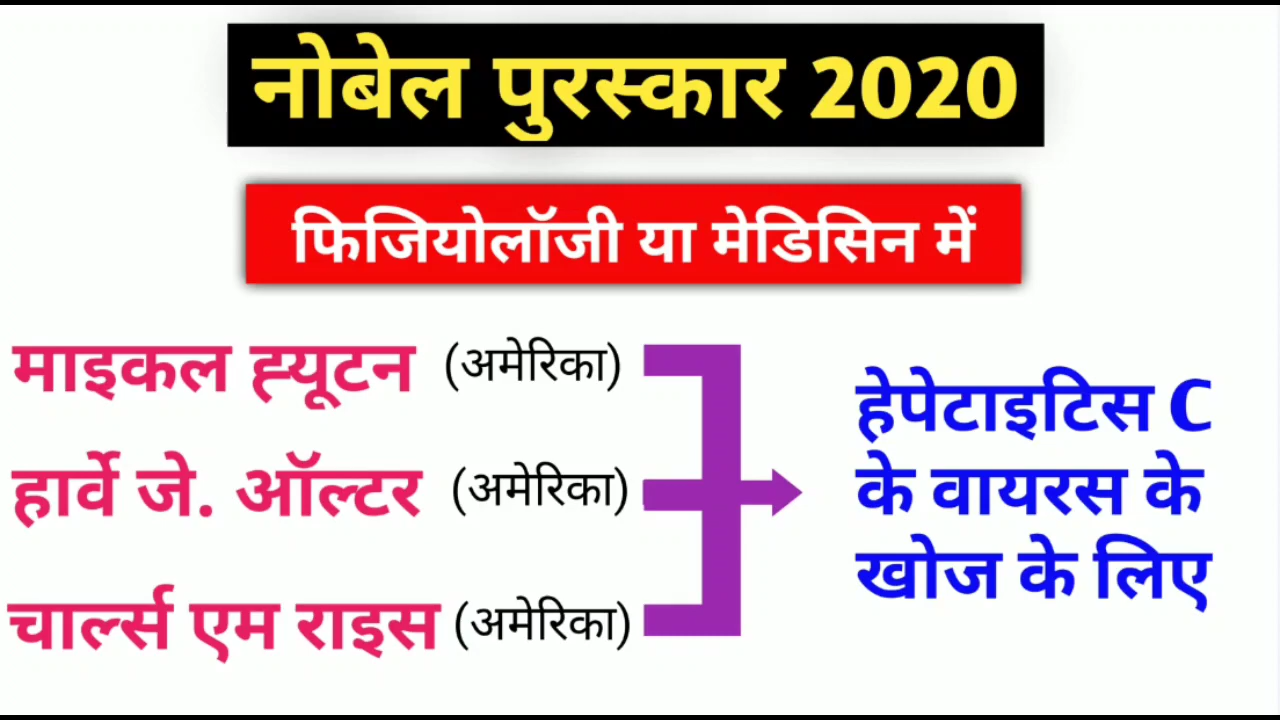 नोबेल पुरस्कार 2020
फिजियोलॉजी या मेडिसिन में
माइकल ह्यूटन (अमेरिका)
हार्वे जे. ऑल्टर (अमेरिका)
चार्ल्स एम राइस (अमेरिका)
हेपेटाइटिस C
के वायरस के
खोज के लिए